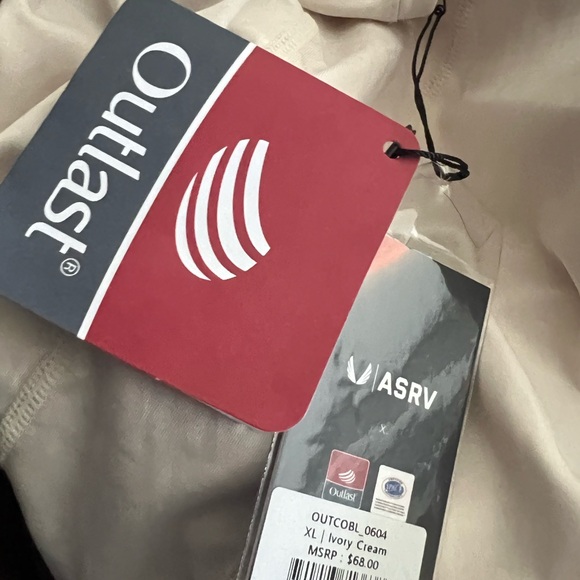 Outlast®
ASRV
X
Outlast
OUTCOBL_0604
XL | Ivory Cream
MSRP : $68.00